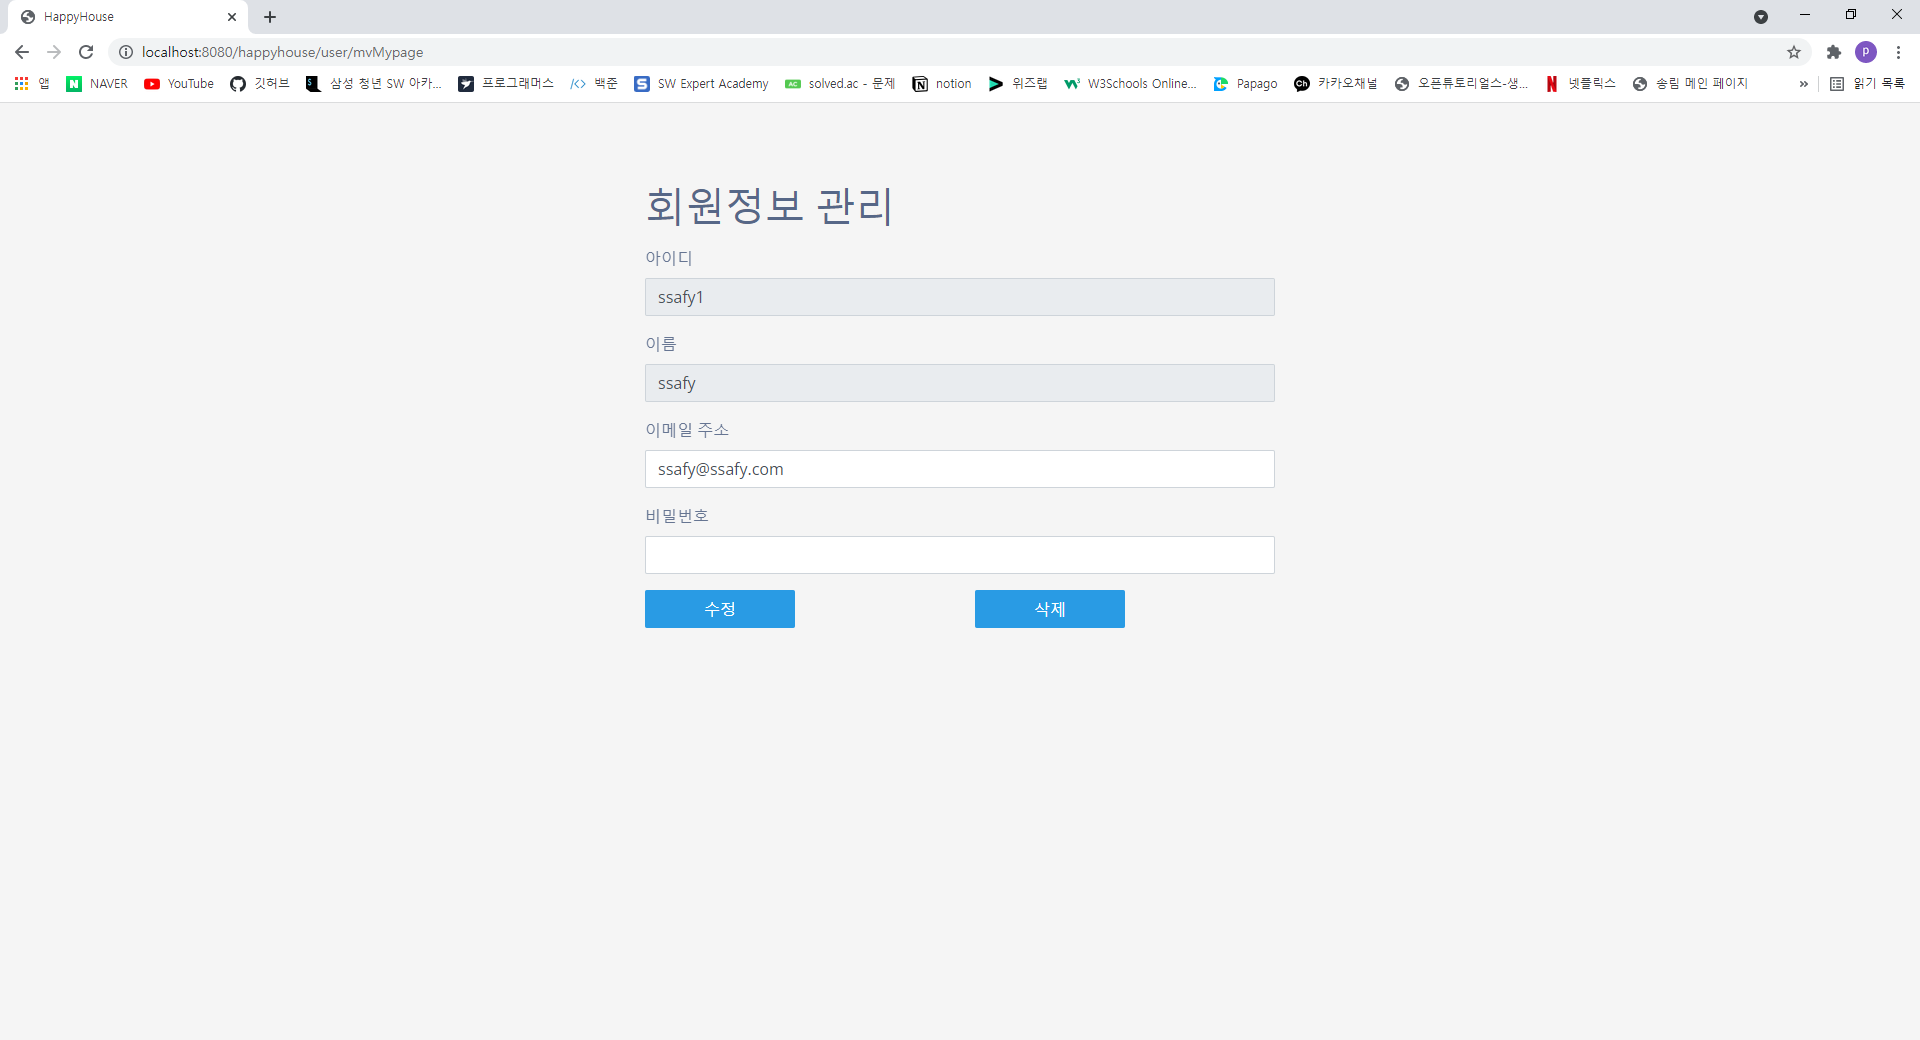 HappyHouse
localhost:8080/happyhouse/user/mvMypage
P
앱 NAVER YouTube 깃허브 삼성 청년 SW 아카... 프로그래머스 백준 SW Expert Academy solved.ac - 문제 notion 위즈랩 W3Schools Online... Papago 카카오채널 오픈튜토리얼스-생... 넷플릭스 송림 메인 페이지 » 읽기 목록
회원정보 관리
아이디
ssafy1
이름
ssafy
이메일 주소
ssafy@ssafy.com
비밀번호
수정 삭제